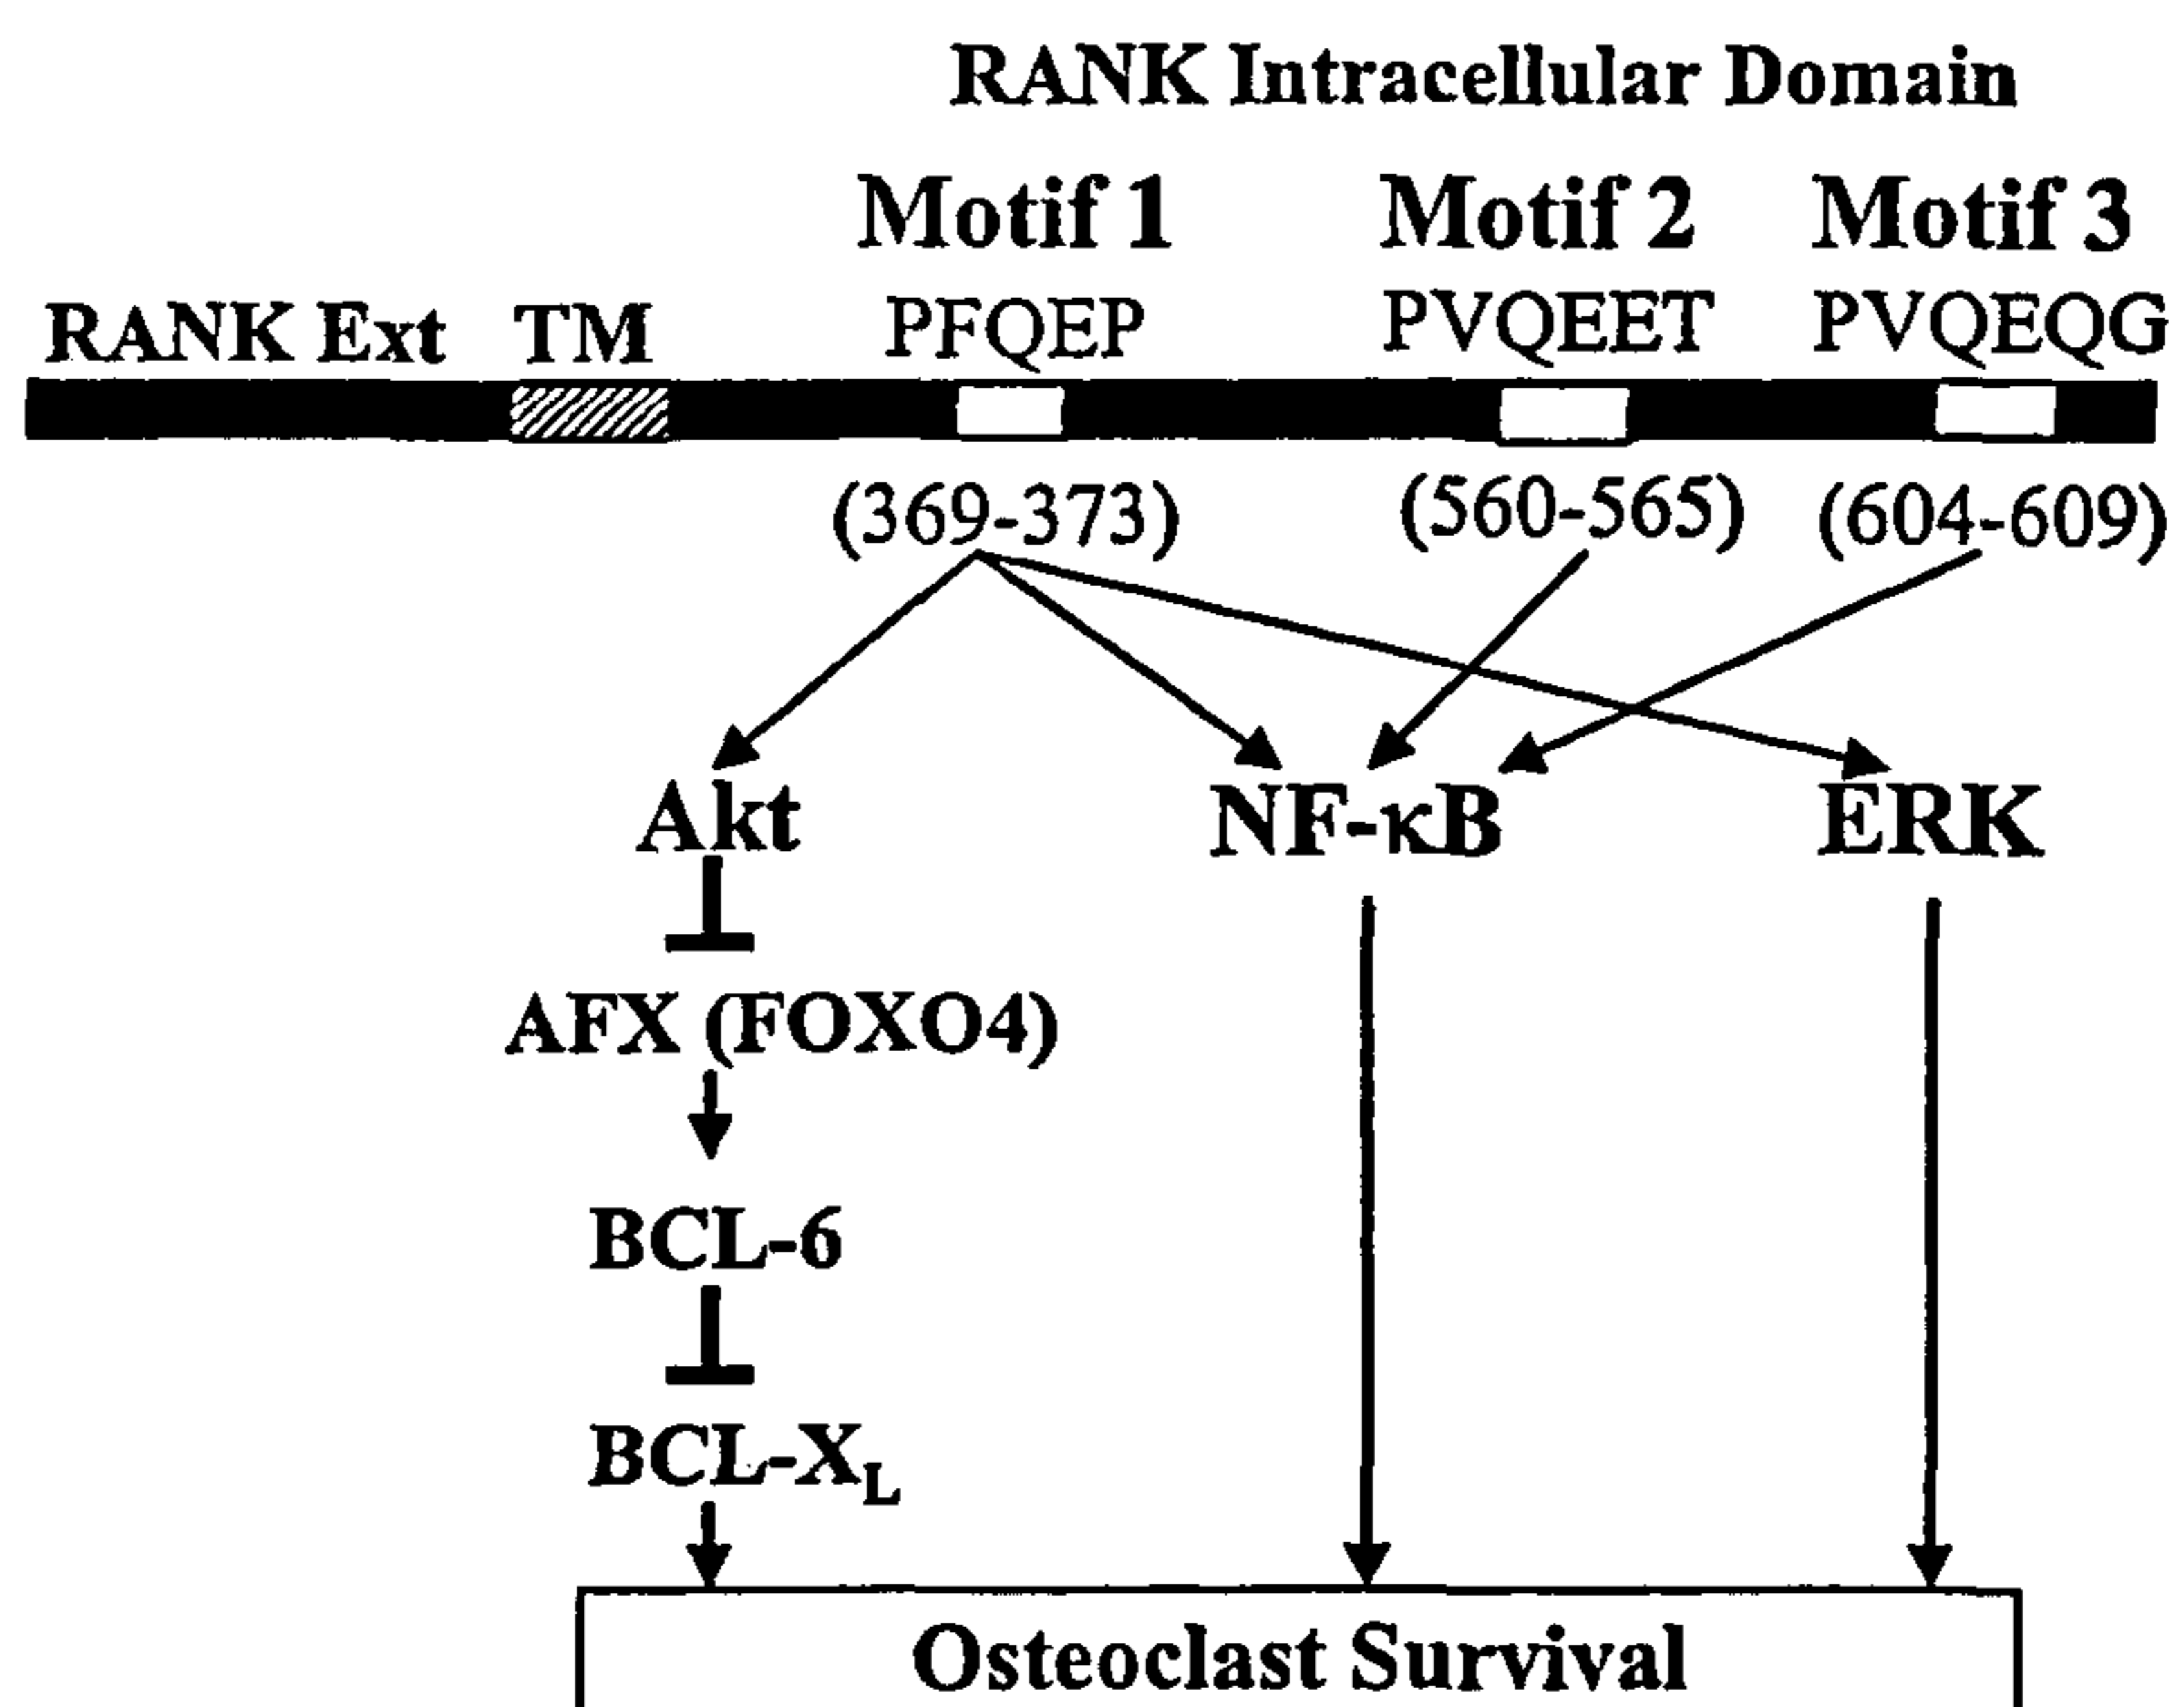 RANK Intracellular Domain
Motif 1 Motif 2 Motif 3
RANK Ext TM PFQEP PVQEET PVQEQG
(369-373) (560-565) (604-609)
Akt NF-κB ERK
AFX (FOXO4)
BCL-6
BCL-XL
Osteoclast Survival